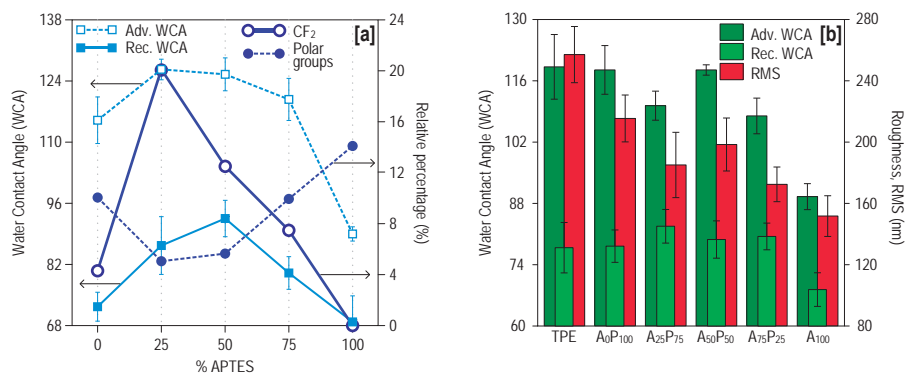 [a]
Adv. WCA
Rec. WCA
CF₂
Polar groups
Water Contact Angle (WCA)
138
124
110
96
82
68
Relative percentage (%)
24
20
16
12
8
4
0
0 25 50 75 100
% APTES
[b]
Adv. WCA
Rec. WCA
RMS
Water Contact Angle (WCA)
130
116
102
88
74
60
Roughness, RMS (nm)
280
240
200
160
120
80
TPE A₀P₁₀₀ A₂₅P₇₅ A₅₀P₅₀ A₇₅P₂₅ A₁₀₀